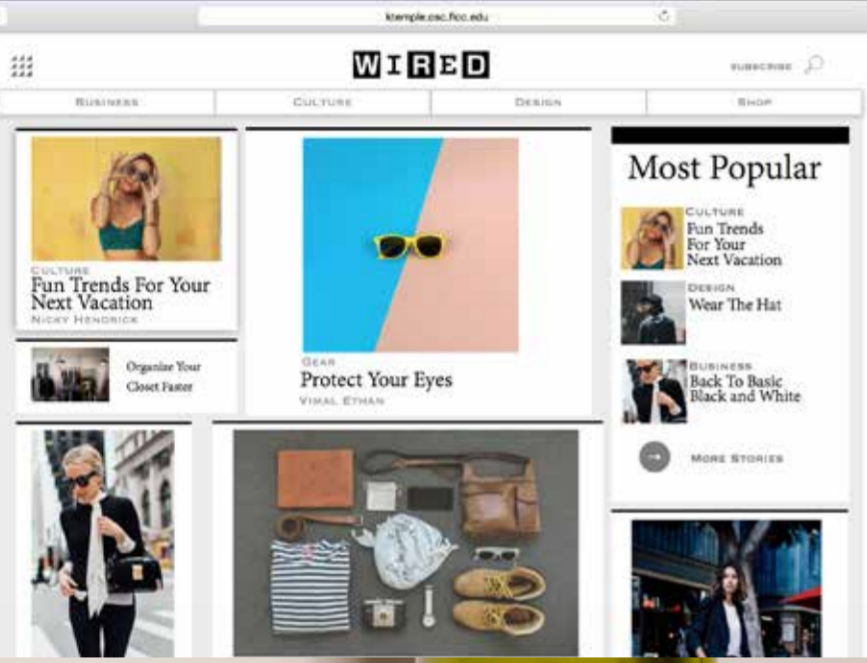 ktemple.csc.flcc.edu
WIRED
SUBSCRIBE
BUSINESS
CULTURE
DESIGN
SHOP
CULTURE
Fun Trends For Your
Next Vacation
NICKY HENDRICK
Organize Your
Closet Faster
GEAR
Protect Your Eyes
VIMAL ETHAN
Most Popular
CULTURE
Fun Trends
For Your
Next Vacation
DESIGN
Wear The Hat
BUSINESS
Back To Basic
Black and White
MORE STORIES